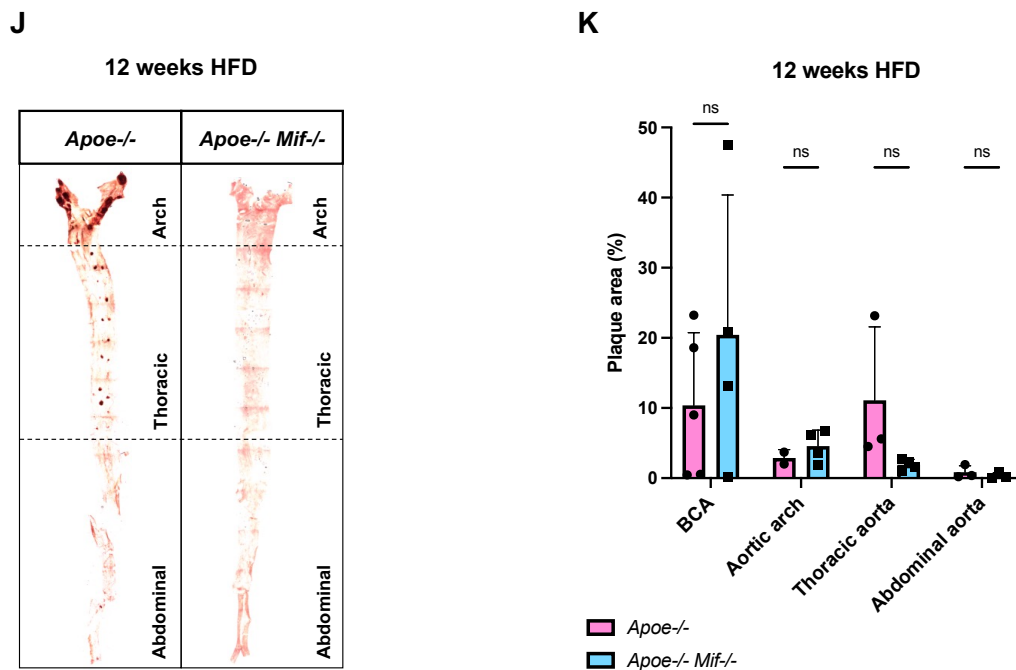 J
12 weeks HFD
Apoe-/-
Apoe-/- Mif-/-
Arch
Arch
Thoracic
Thoracic
Abdominal
Abdominal
K
12 weeks HFD
Plaque area (%)
50
40
30
20
10
0
ns
ns
ns
ns
BCA
Aortic arch
Thoracic aorta
Abdominal aorta
Apoe-/-
Apoe-/- Mif-/-